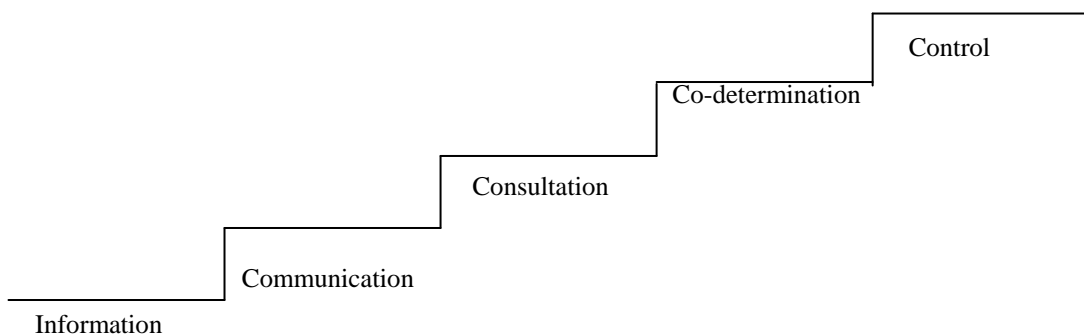 Control
Co-determination
Consultation
Communication
Information